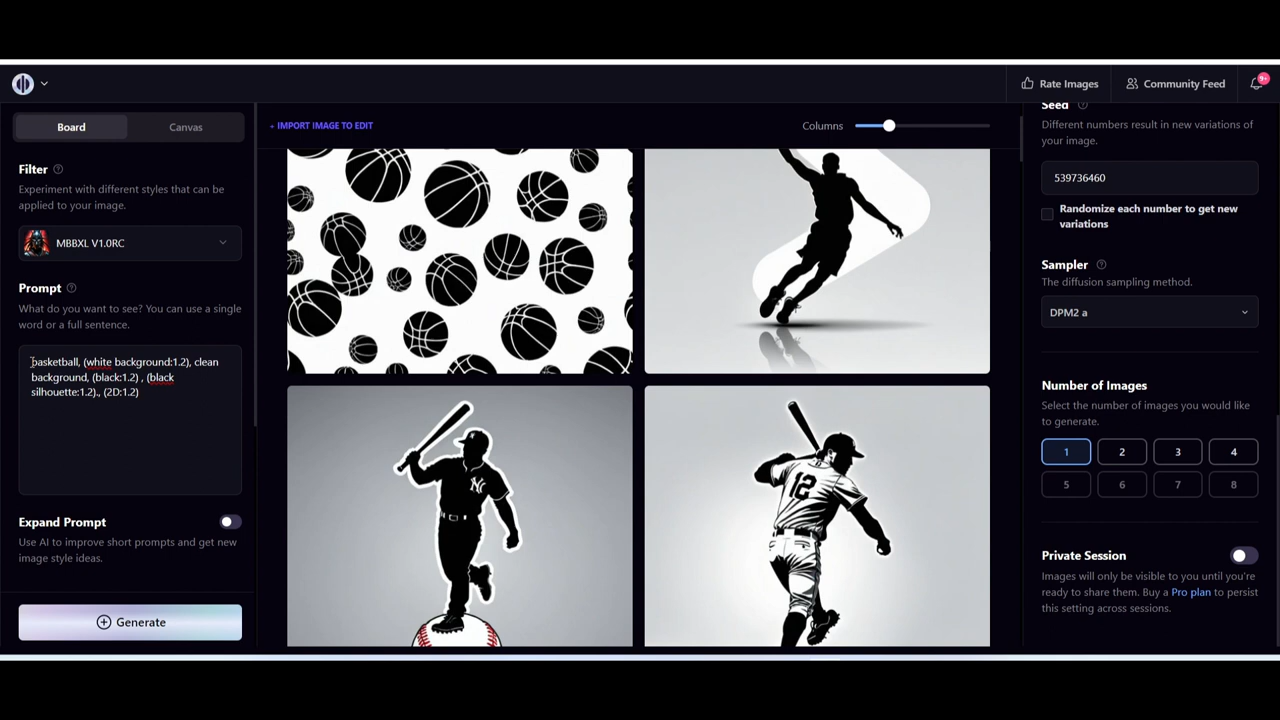 Rate Images
Community Feed
9+
Board
Canvas
Filter
Experiment with different styles that can be
applied to your image.
MBBXL V1.0RC
Prompt
What do you want to see? You can use a single
word or a full sentence.
basketball, (white background:1.2), clean
background, (black:1.2) , (black
silhouette:1.2)., (2D:1.2)
Expand Prompt
Use AI to improve short prompts and get new
image style ideas.
Generate
+ IMPORT IMAGE TO EDIT
Columns
NY
12
Seed
Different numbers result in new variations of
your image.
539736460
Randomize each number to get new
variations
Sampler
The diffusion sampling method.
DPM2 a
Number of Images
Select the number of images you would like
to generate.
1 2 3 4
5 6 7 8
Private Session
Images will only be visible to you until you're
ready to share them. Buy a Pro plan to persist
this setting across sessions.